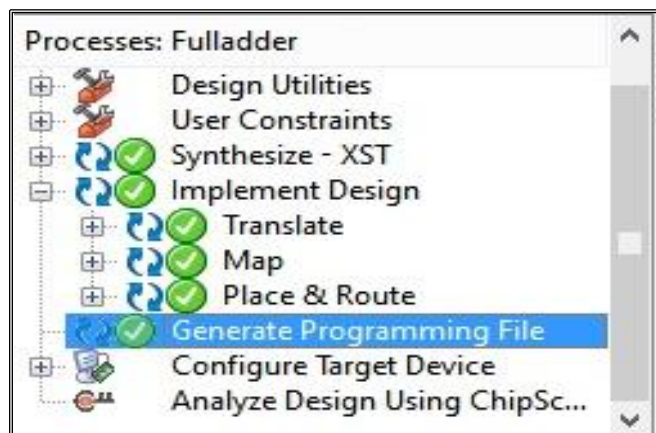 Processes: Fulladder
Design Utilities
User Constraints
Synthesize - XST
Implement Design
Translate
Map
Place & Route
Generate Programming File
Configure Target Device
Analyze Design Using ChipSc...